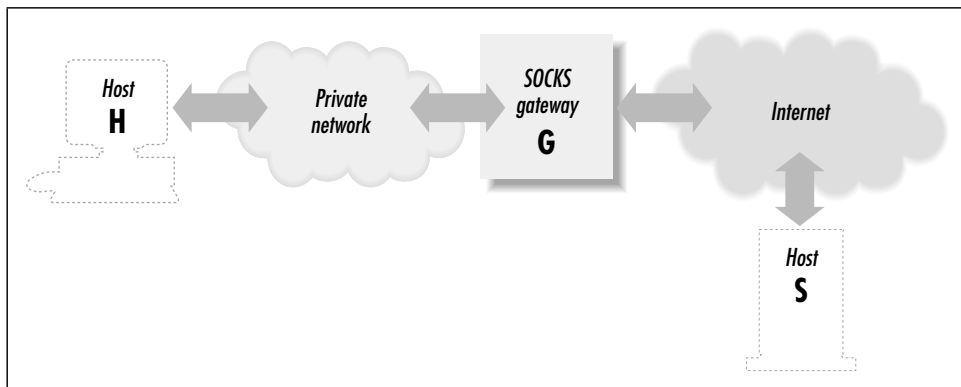 Host
H
Private
network
SOCKS
gateway
G
Internet
Host
S